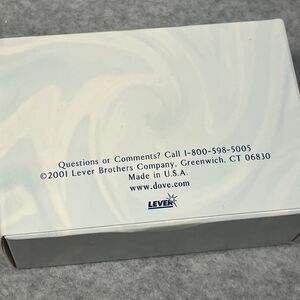 Questions or Comments? Call 1-800-598-5005
©2001 Lever Brothers Company, Greenwich, CT 06830
Made in U.S.A.
www.dove.com
LEVER